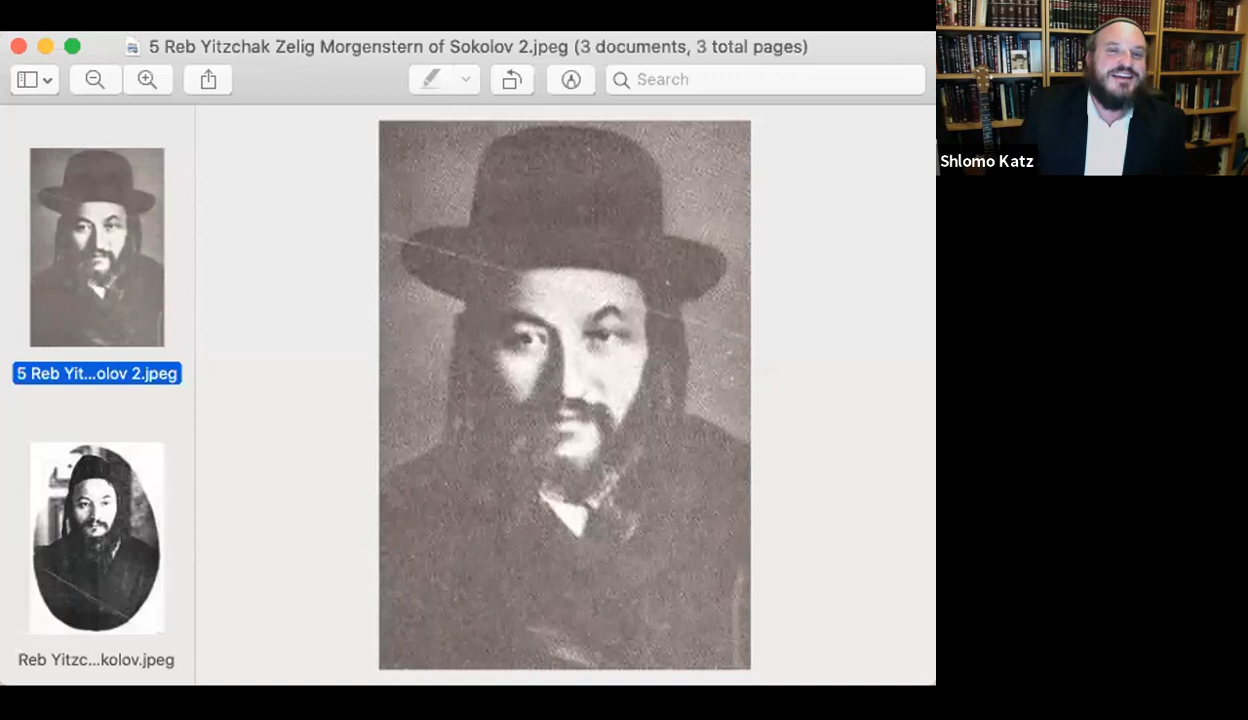 5 Reb Yitzchak Zelig Morgenstern of Sokolov 2.jpeg (3 documents, 3 total pages)
Search
5 Reb Yit...olov 2.jpeg
Reb Yitzc...kolov.jpeg
Shlomo Katz